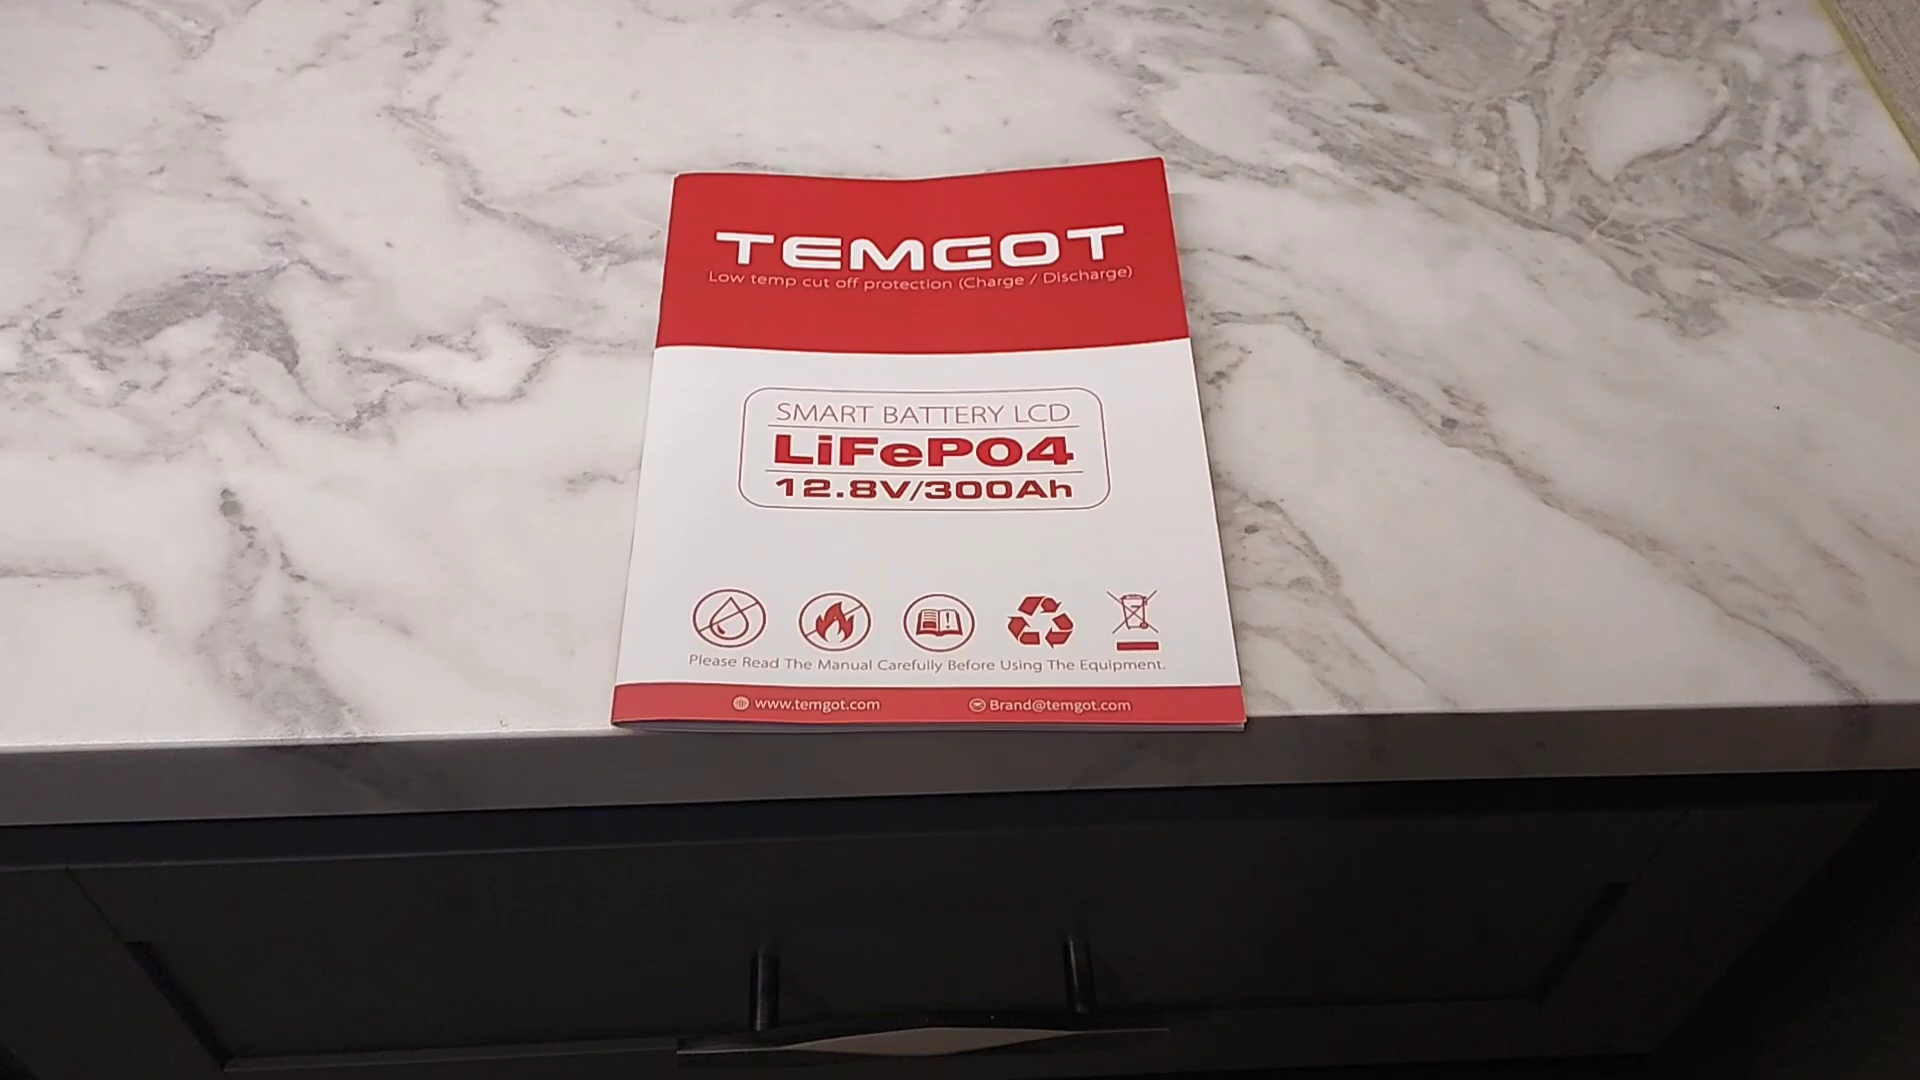 TEMGOT
Low temp cut off protection (Charge / Discharge)
SMART BATTERY LCD
LiFePO4
12.8V/300Ah
Please Read The Manual Carefully Before Using The Equipment.
www.temgot.com
Brand@temgot.com